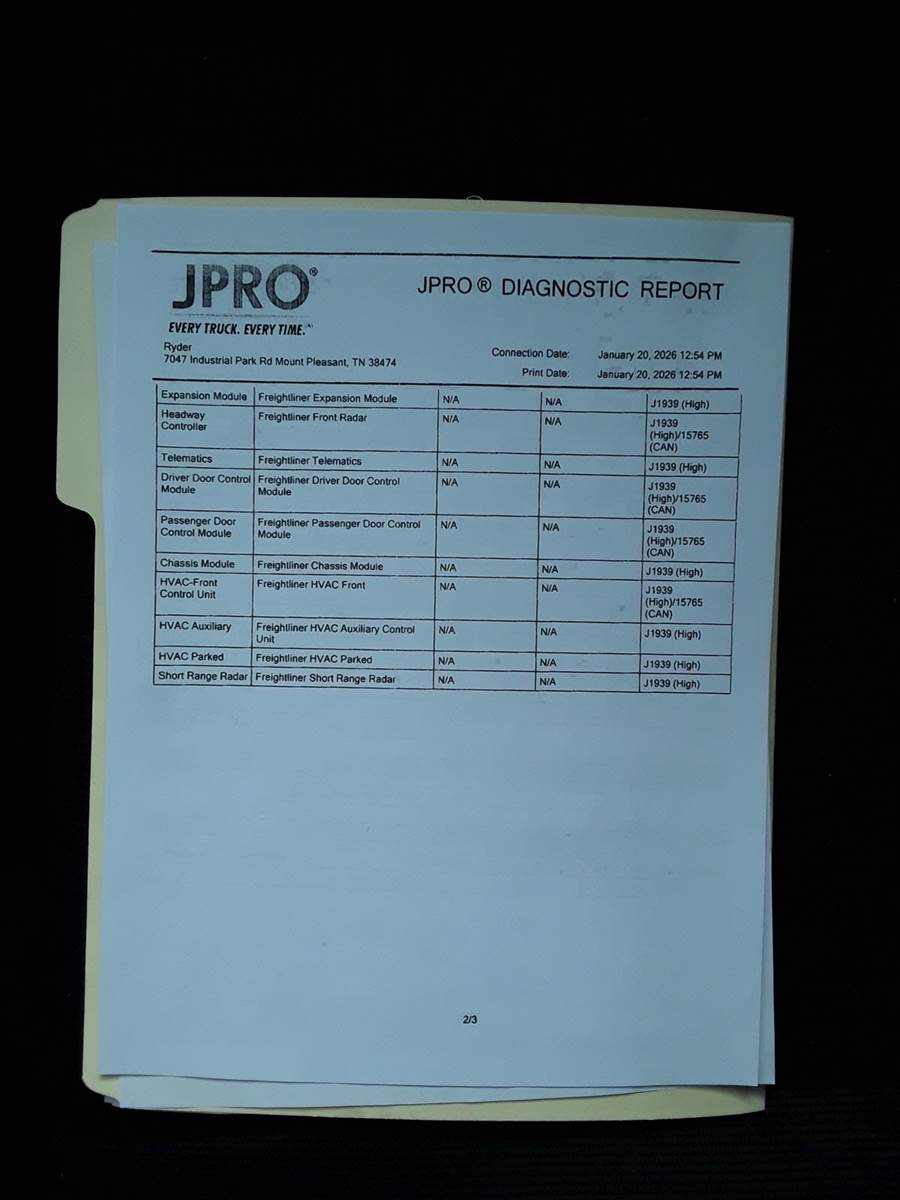 JPRO®
JPRO® DIAGNOSTIC REPORT
EVERY TRUCK. EVERY TIME.
Ryder
7047 Industrial Park Rd Mount Pleasant, TN 38474
Connection Date: January 20, 2026 12:54 PM
Print Date: January 20, 2026 12:54 PM
Expansion Module Freightliner Expansion Module N/A N/A J1939 (High)
Headway Freightliner Front Radar N/A N/A J1939
Controller (High)/15765
(CAN)
Telematics Freightliner Telematics N/A N/A J1939 (High)
Driver Door Control Freightliner Driver Door Control N/A N/A J1939
Module Module (High)/15765
(CAN)
Passenger Door Freightliner Passenger Door Control N/A N/A J1939
Control Module Module (High)/15765
(CAN)
Chassis Module Freightliner Chassis Module N/A N/A J1939 (High)
HVAC-Front Freightliner HVAC Front N/A N/A J1939
Control Unit (High)/15765
(CAN)
HVAC Auxiliary Freightliner HVAC Auxiliary Control N/A N/A J1939 (High)
Unit
HVAC Parked Freightliner HVAC Parked N/A N/A J1939 (High)
Short Range Radar Freightliner Short Range Radar N/A N/A J1939 (High)
2/3